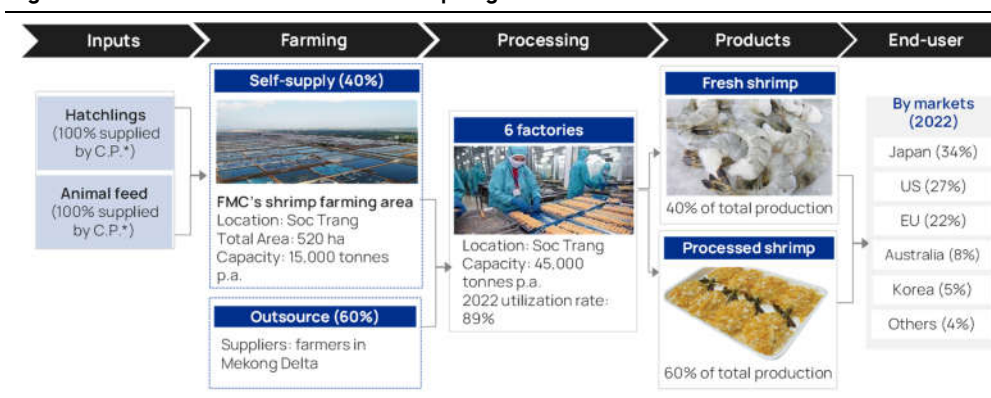 Inputs
Farming
Processing
Products
End-user
Hatchlings
(100% supplied
by C.P.*)
Animal feed
(100% supplied
by C.P.*)
Self-supply (40%)
FMC's shrimp farming area
Location: Soc Trang
Total Area: 520 ha
Capacity: 15,000 tonnes
p.a.
Outsource (60%)
Suppliers: farmers in
Mekong Delta
6 factories
Location: Soc Trang
Capacity: 45,000
tonnes p.a.
2022 utilization rate:
89%
Fresh shrimp
40% of total production
Processed shrimp
60% of total production
By markets
(2022)
Japan (34%)
US (27%)
EU (22%)
Australia (8%)
Korea (5%)
Others (4%)